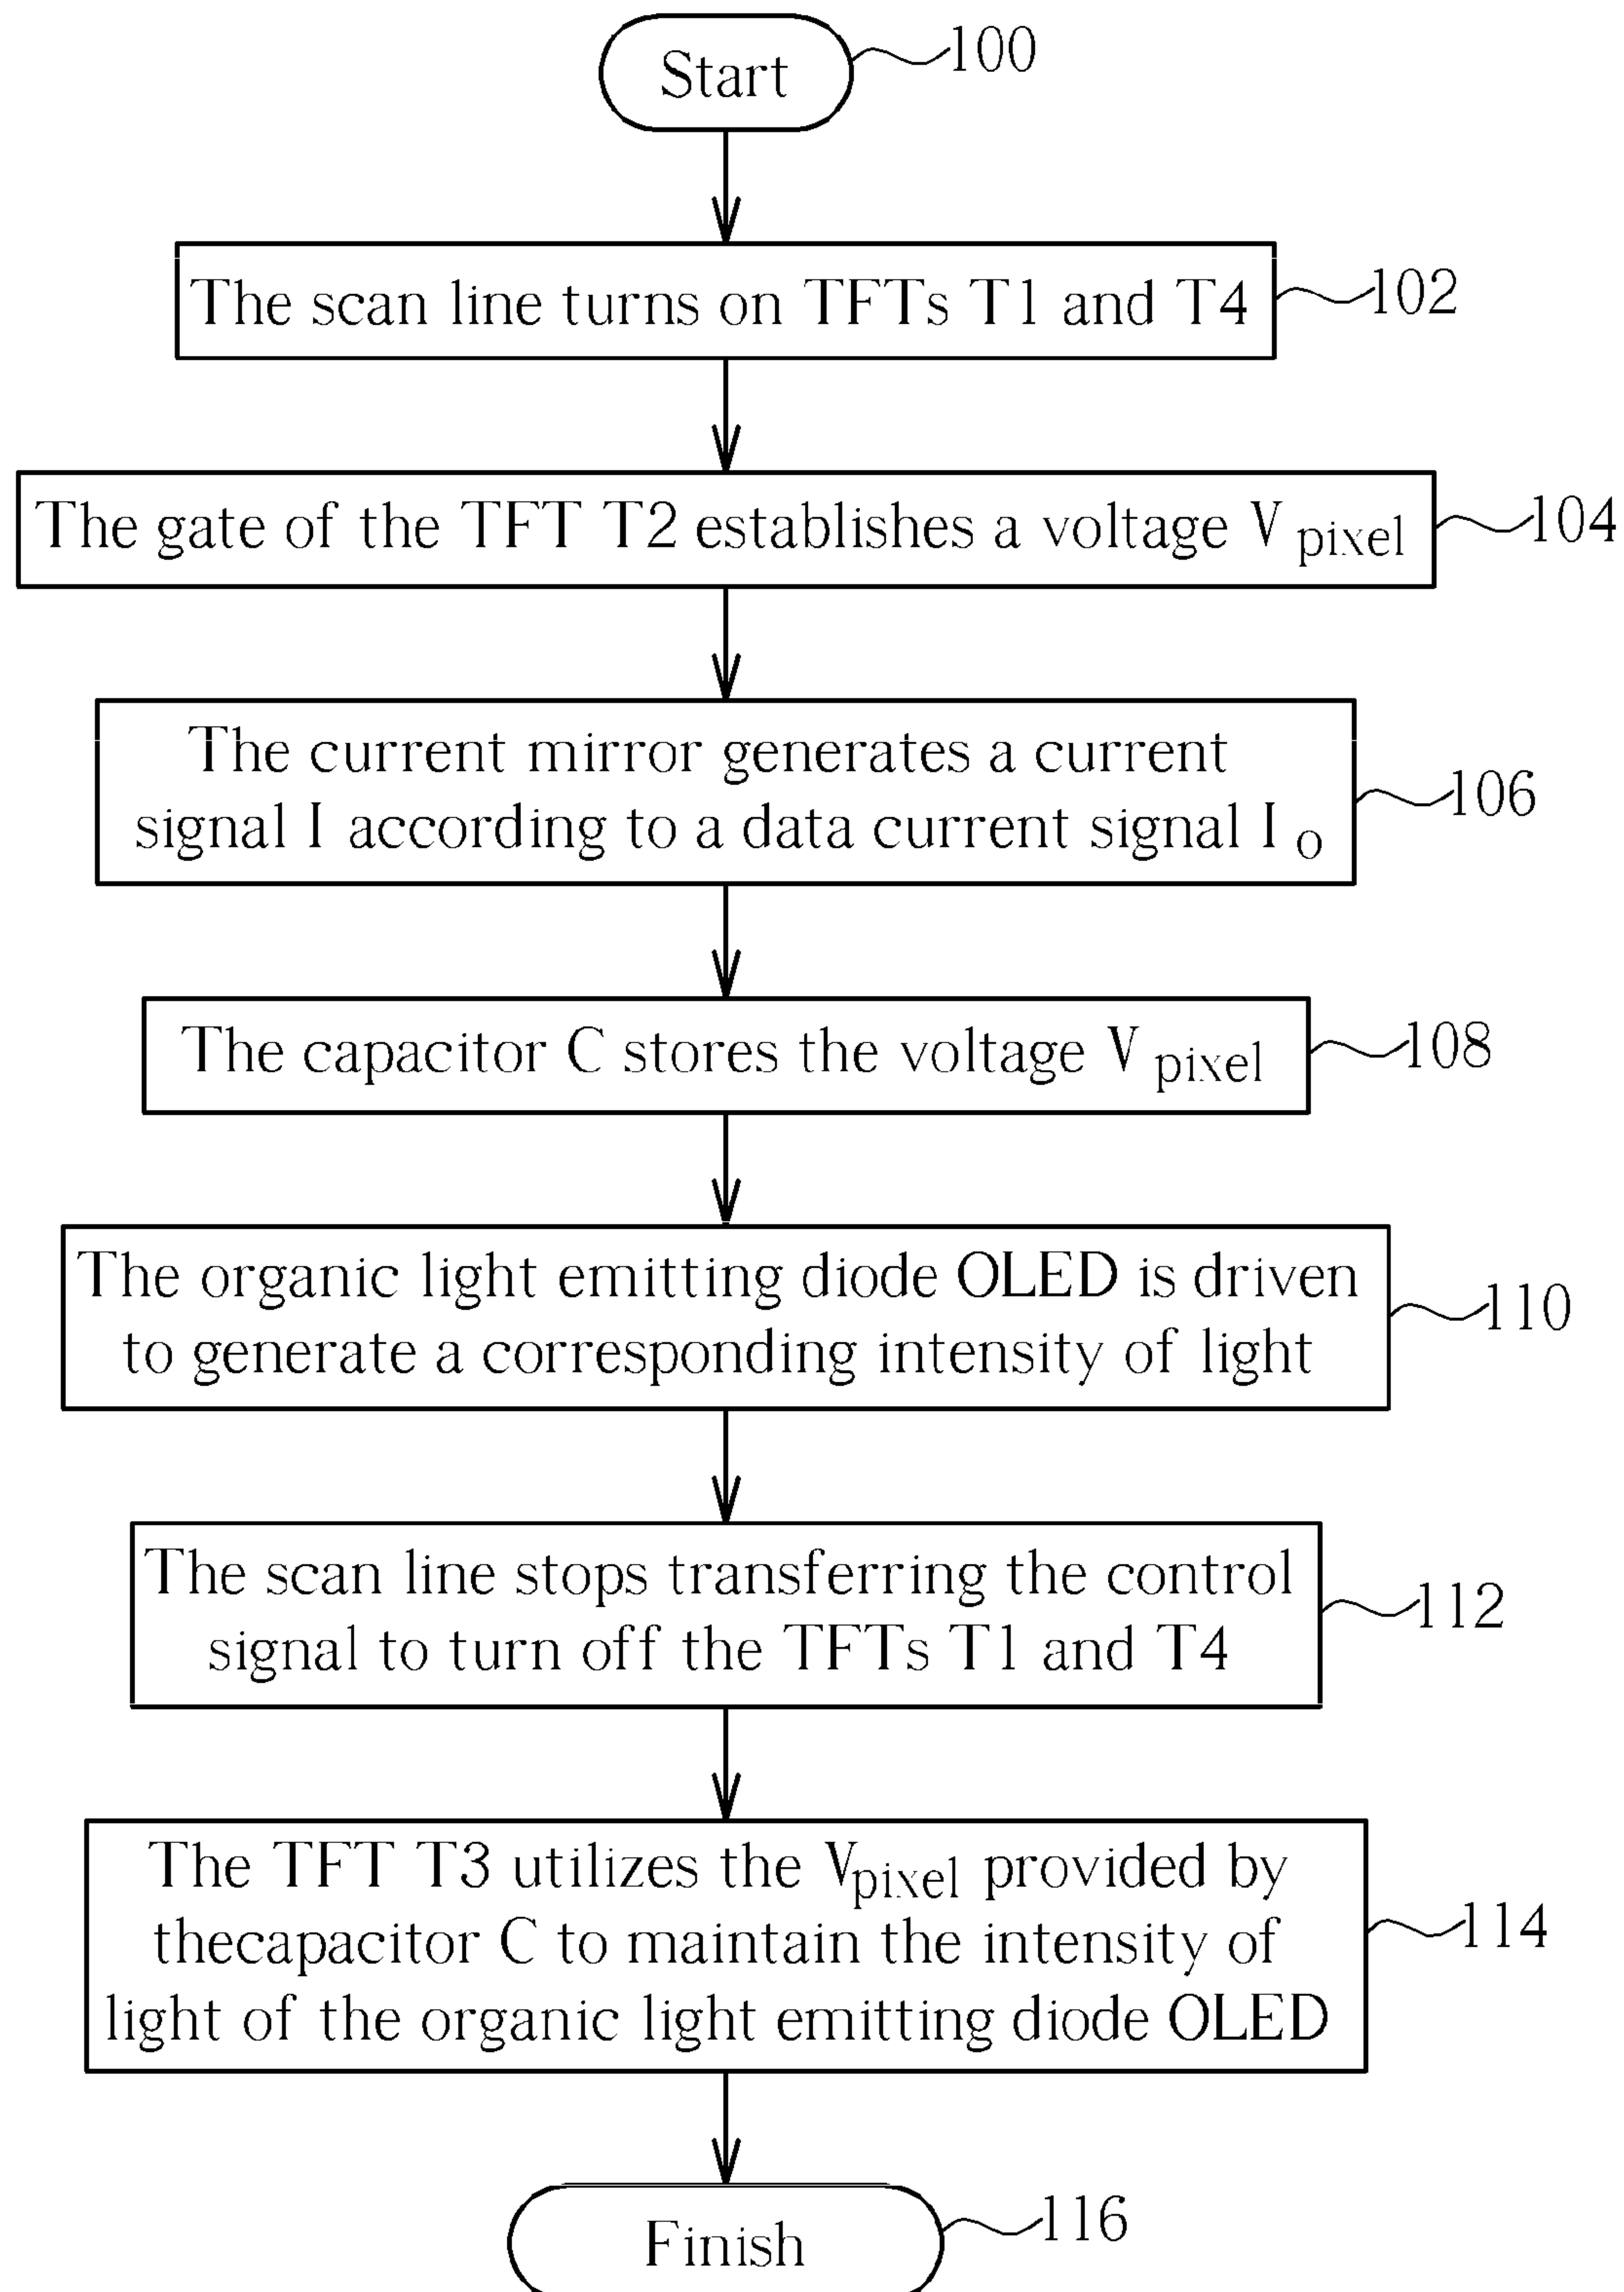 Start
100
The scan line turns on TFTs T1 and T4
102
The gate of the TFT T2 establishes a voltage V pixel
104
The current mirror generates a current
signal I according to a data current signal I o
106
The capacitor C stores the voltage V pixel
108
The organic light emitting diode OLED is driven
to generate a corresponding intensity of light
110
The scan line stops transferring the control
signal to turn off the TFTs T1 and T4
112
The TFT T3 utilizes the Vpixel provided by
thecapacitor C to maintain the intensity of
light of the organic light emitting diode OLED
114
Finish
116